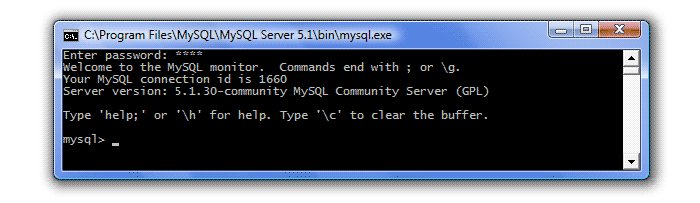 C:\Program Files\MySQL\MySQL Server 5.1\bin\mysql.exe
Enter password: ****
Welcome to the MySQL monitor.  Commands end with ; or \g.
Your MySQL connection id is 1660
Server version: 5.1.30-community MySQL Community Server (GPL)
Type 'help;' or '\h' for help. Type '\c' to clear the buffer.
mysql> _